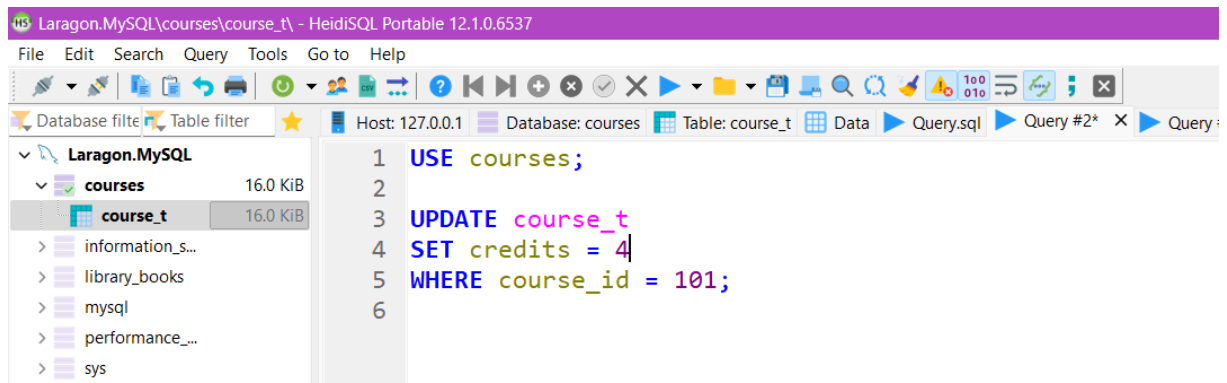 HS Laragon.MySQL\courses\course_t\ - HeidiSQL Portable 12.1.0.6537
File Edit Search Query Tools Go to Help
Database filte Table filter Host: 127.0.0.1 Database: courses Table: course_t Data Query.sql Query #2* Query
Laragon.MySQL
courses 16.0 KiB
course_t 16.0 KiB
information_s...
library_books
mysql
performance_...
sys
1 USE courses;
2
3 UPDATE course_t
4 SET credits = 4
5 WHERE course_id = 101;
6